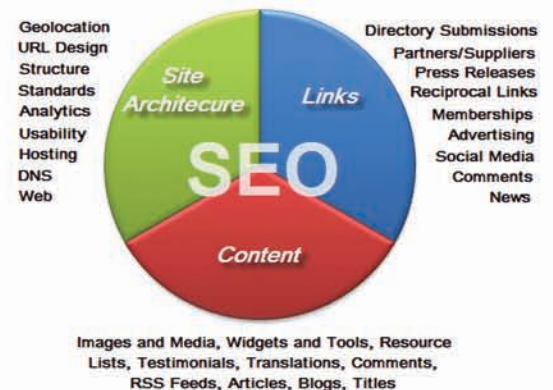 Geolocation
URL Design
Structure
Standards
Analytics
Usability
Hosting
DNS
Web
Site
Architecure
Links
SEO
Content
Directory Submissions
Partners/Suppliers
Press Releases
Reciprocal Links
Memberships
Advertising
Social Media
Comments
News
Images and Media, Widgets and Tools, Resource
Lists, Testimonials, Translations, Comments,
RSS Feeds, Articles, Blogs, Titles